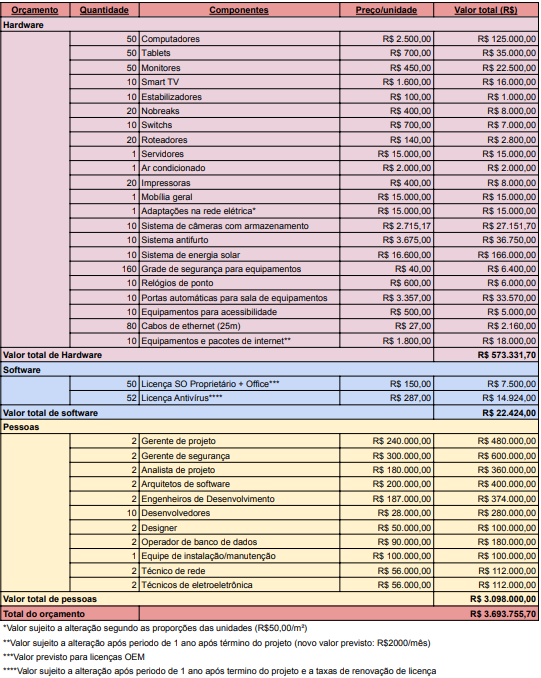 Orçamento Quantidade Componentes Preço/unidade Valor total (R$)
Hardware
50 Computadores R$ 2.500,00 R$ 125.000,00
50 Tablets R$ 700,00 R$ 35.000,00
50 Monitores R$ 450,00 R$ 22.500,00
10 Smart TV R$ 1.600,00 R$ 16.000,00
10 Estabilizadores R$ 100,00 R$ 1.000,00
20 Nobreaks R$ 400,00 R$ 8.000,00
10 Switchs R$ 700,00 R$ 7.000,00
20 Roteadores R$ 140,00 R$ 2.800,00
1 Servidores R$ 15.000,00 R$ 15.000,00
1 Ar condicionado R$ 2.000,00 R$ 2.000,00
20 Impressoras R$ 400,00 R$ 8.000,00
1 Mobília geral R$ 15.000,00 R$ 15.000,00
1 Adaptações na rede elétrica* R$ 15.000,00 R$ 15.000,00
10 Sistema de câmeras com armazenamento R$ 2.715,17 R$ 27.151,70
10 Sistema antifurto R$ 3.675,00 R$ 36.750,00
10 Sistema de energia solar R$ 16.600,00 R$ 166.000,00
160 Grade de segurança para equipamentos R$ 40,00 R$ 6.400,00
10 Relógios de ponto R$ 600,00 R$ 6.000,00
10 Portas automáticas para sala de equipamentos R$ 3.357,00 R$ 33.570,00
10 Equipamentos para acessibilidade R$ 500,00 R$ 5.000,00
80 Cabos de ethernet (25m) R$ 27,00 R$ 2.160,00
10 Equipamentos e pacotes de internet** R$ 1.800,00 R$ 18.000,00
Valor total de Hardware R$ 573.331,70
Software
50 Licença SO Proprietário + Office*** R$ 150,00 R$ 7.500,00
52 Licença Antivírus**** R$ 287,00 R$ 14.924,00
Valor total de software R$ 22.424,00
Pessoas
2 Gerente de projeto R$ 240.000,00 R$ 480.000,00
2 Gerente de segurança R$ 300.000,00 R$ 600.000,00
2 Analista de projeto R$ 180.000,00 R$ 360.000,00
2 Arquitetos de software R$ 200.000,00 R$ 400.000,00
2 Engenheiros de Desenvolvimento R$ 187.000,00 R$ 374.000,00
10 Desenvolvedores R$ 28.000,00 R$ 280.000,00
2 Designer R$ 50.000,00 R$ 100.000,00
2 Operador de banco de dados R$ 90.000,00 R$ 180.000,00
1 Equipe de instalação/manutenção R$ 100.000,00 R$ 100.000,00
2 Técnico de rede R$ 56.000,00 R$ 112.000,00
2 Técnicos de eletroeletrônica R$ 56.000,00 R$ 112.000,00
Valor total de pessoas R$ 3.098.000,00
Total do orçamento R$ 3.693.755,70
*Valor sujeito a alteração segundo as proporções das unidades (R$50,00/m²)
**Valor sujeito a alteração após periodo de 1 ano após término do projeto (novo valor previsto: R$2000/mês)
***Valor previsto para licenças OEM
****Valor sujeito a alteração após periodo de 1 ano após termino do projeto e a taxas de renovação de licença